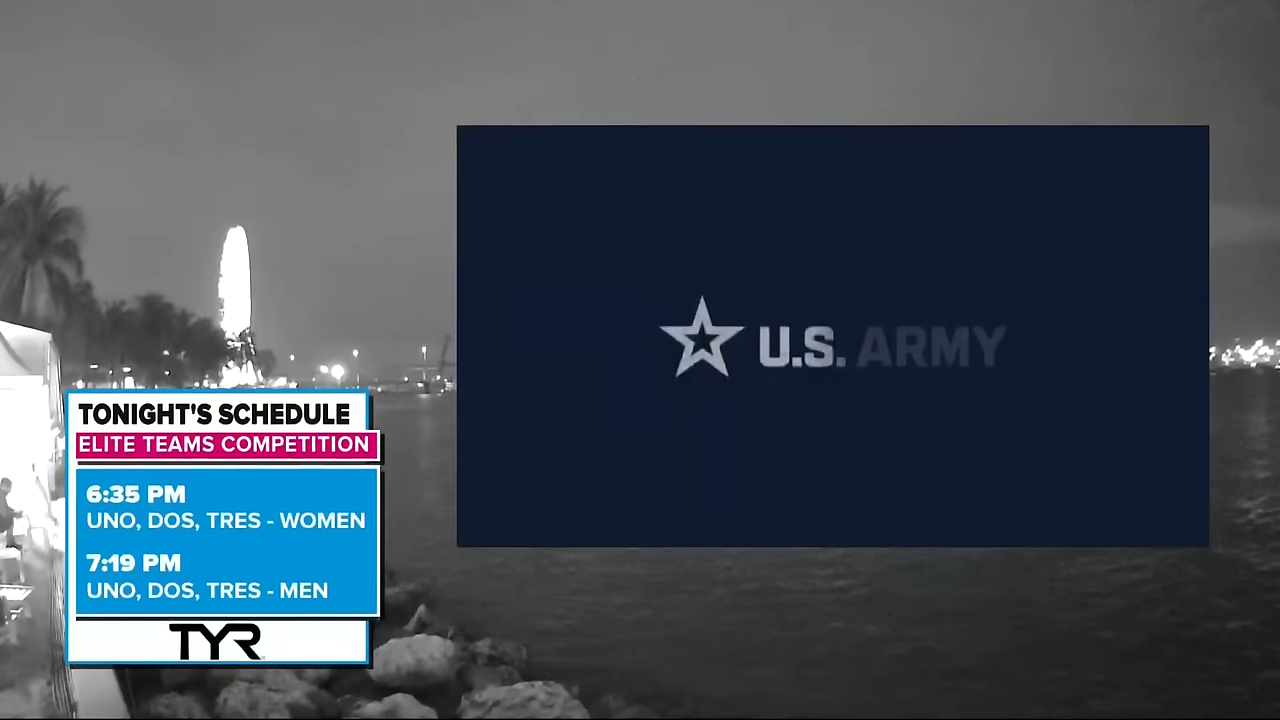 TONIGHT'S SCHEDULE
ELITE TEAMS COMPETITION
6:35 PM
UNO, DOS, TRES - WOMEN
7:19 PM
UNO, DOS, TRES - MEN
TYR
U.S. ARMY